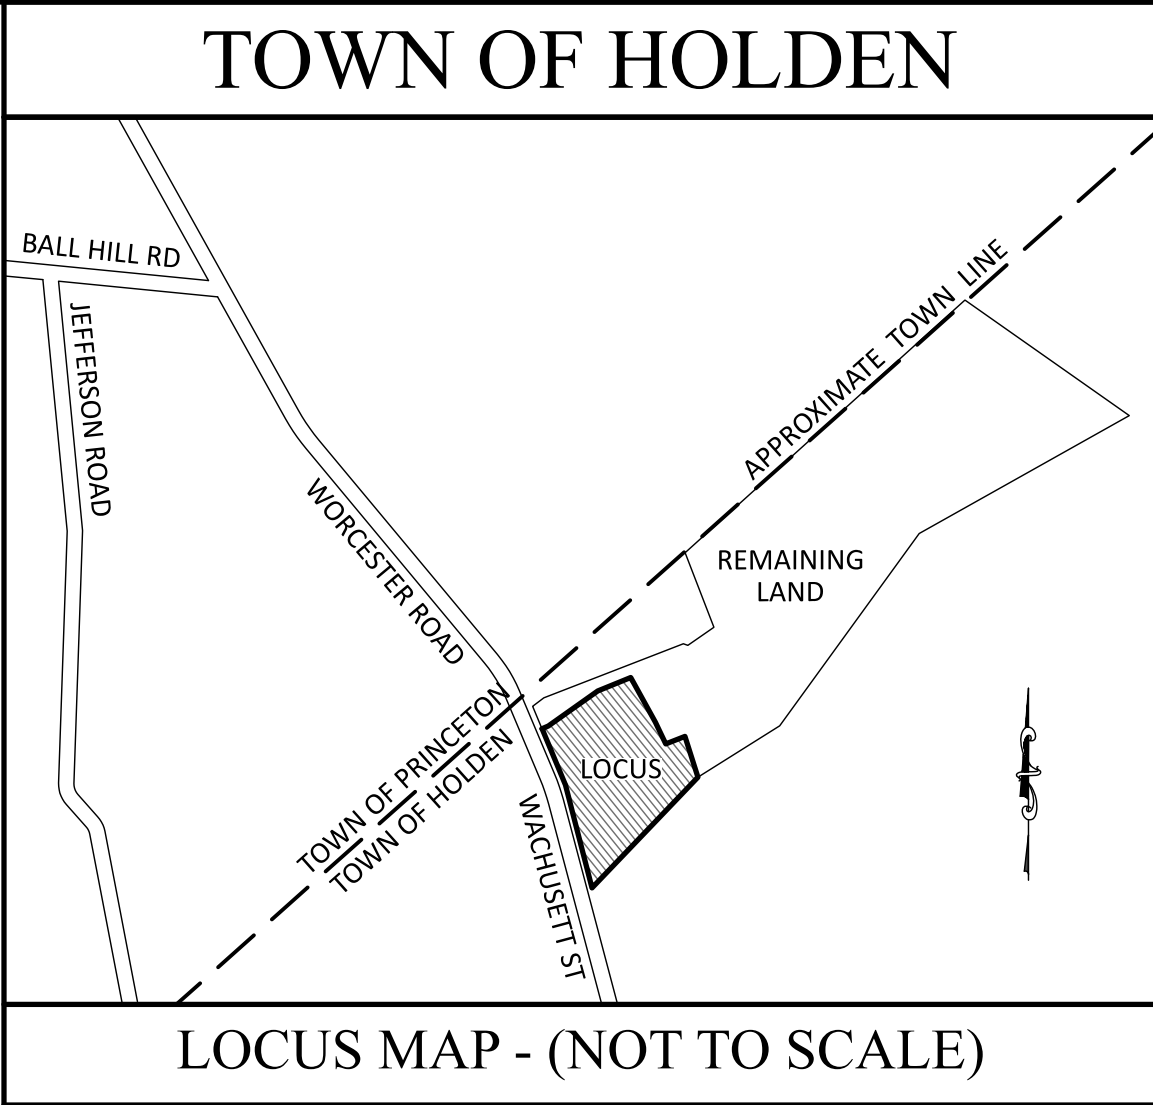 TOWN OF HOLDEN
BALL HILL RD
JEFFERSON ROAD
APPROXIMATE TOWN LINE
WORCESTER ROAD
REMAINING
LAND
TOWN OF PRINCETON
TOWN OF HOLDEN
LOCUS
WACHUSETT ST
LOCUS MAP - (NOT TO SCALE)